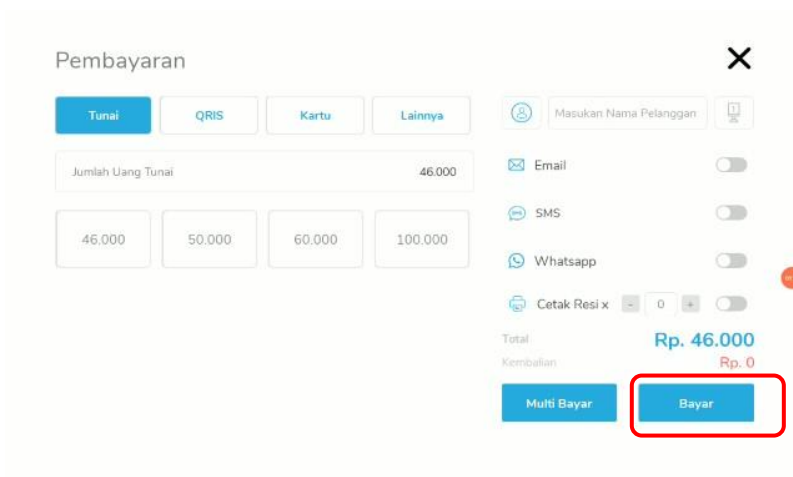 Pembayaran
Tunai QRIS Kartu Lainnya
Jumlah Uang Tunai 46.000
46.000 50.000 60.000 100.000
Masukan Nama Pelanggan
Email
SMS
Whatsapp
Cetak Resi x - 0 +
Total Rp. 46.000
Kembalian Rp. 0
Multi Bayar Bayar